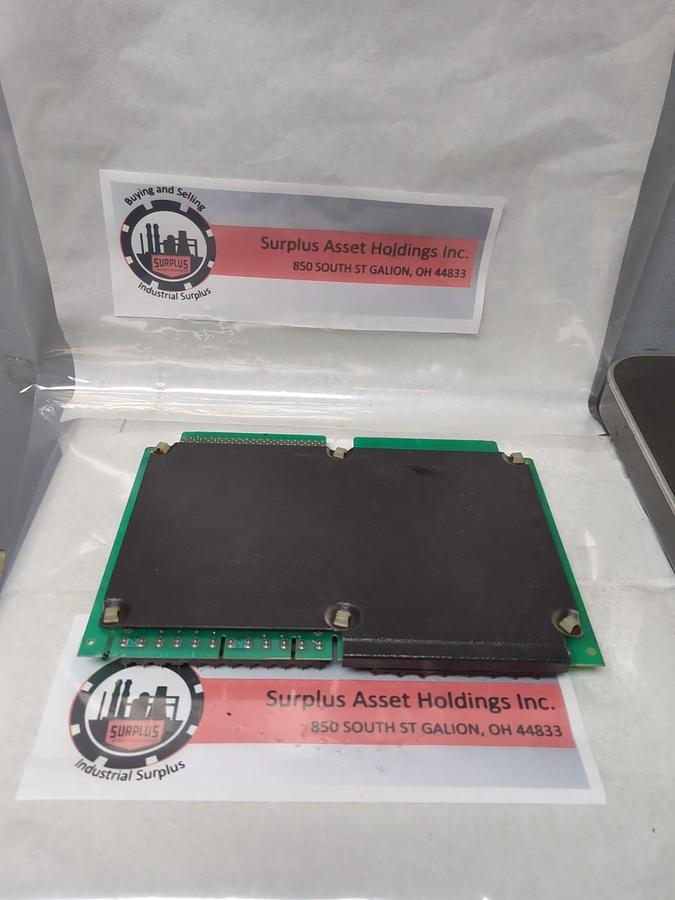 Buying and Selling
SURPLUS
Industrial Surplus
Surplus Asset Holdings Inc.
850 SOUTH ST GALION, OH 44833
SURPLUS
Industrial Surplus
Surplus Asset Holdings Inc.
850 SOUTH ST GALION, OH 44833